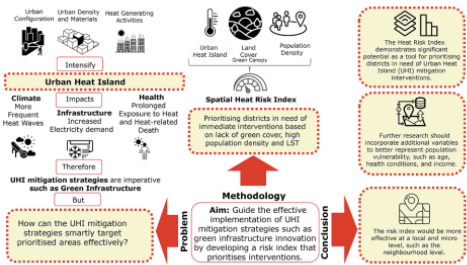 Urban
Configuration
Urban Density
and Materials
Heat Generating
Activities
Intensify
Urban Heat Island
Climate
More
Frequent
Heat Waves
Impacts
Infrastructure
Increased
Electricity demand
Health
Prolonged
Exposure to Heat
and Heat-related
Death
Therefore
UHI mitigation strategies are imperative
such as Green Infrastructure
But
How can the UHI mitigation
strategies smartly target
prioritised areas effectively?
Problem
Urban
Heat Island
Land
Cover
Green Canopy
Population
Density
Spatial Heat Risk Index
Prioritising districts in need of
immediate interventions based
on lack of green cover, high
population density and LST
Methodology
Aim: Guide the effective
implementation of UHI
mitigation strategies such as
green infrastructure innovation
by developing a risk index that
prioritises interventions.
Conclusion
The Heat Risk Index
demonstrates significant
potential as a tool for prioritising
districts in need of Urban Heat
Island (UHI) mitigation
interventions.
Further research should
incorporate additional variables
to better represent population
vulnerability, such as age,
health conditions, and income.
The risk index would be more
effective at a local and micro
level, such as the
neighbourhood level.